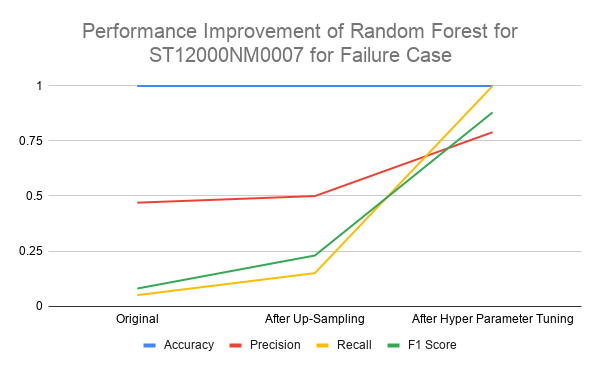 Performance Improvement of Random Forest for
ST12000NM0007 for Failure Case
1
0.75
0.5
0.25
0
Original After Up-Sampling After Hyper Parameter Tuning
Accuracy Precision Recall F1 Score